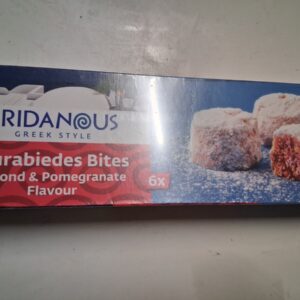 RIDANOUS
GREEK STYLE
urabiedes Bites
ond & Pomegranate
Flavour
6x